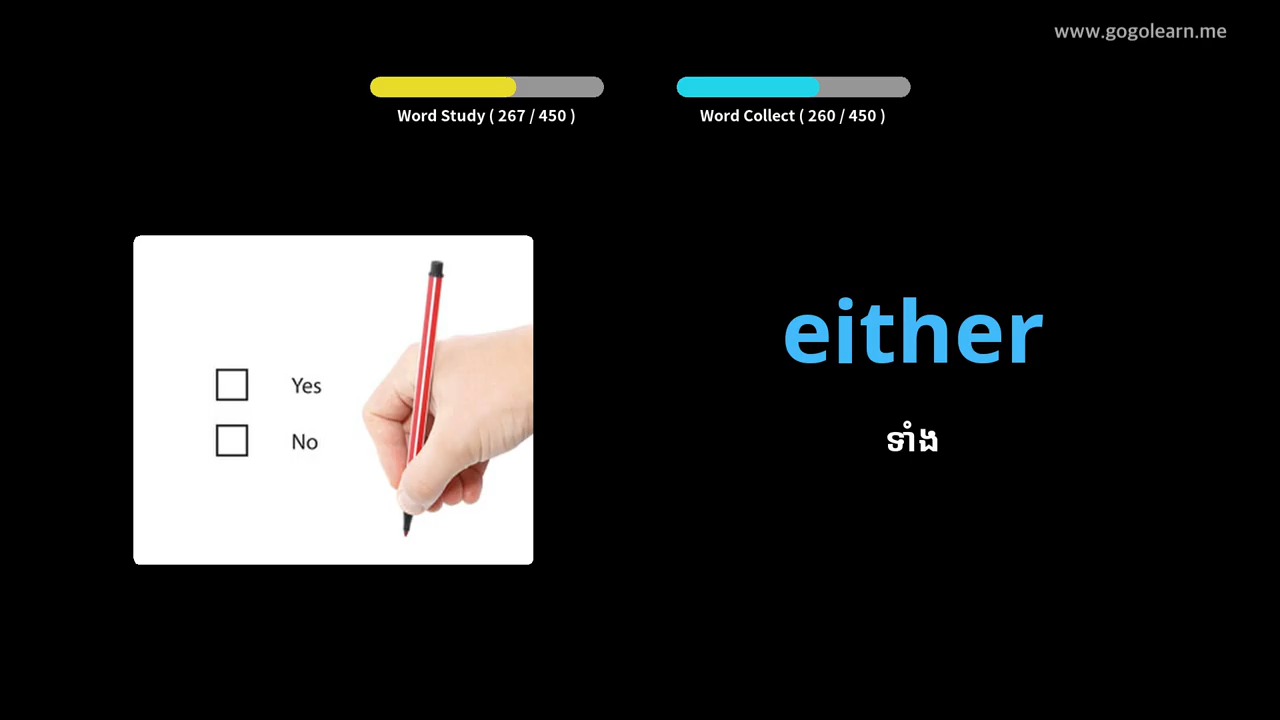 www.gogolearn.me
Word Study ( 267 / 450 )
Word Collect ( 260 / 450 )
Yes
No
either
ទាំង